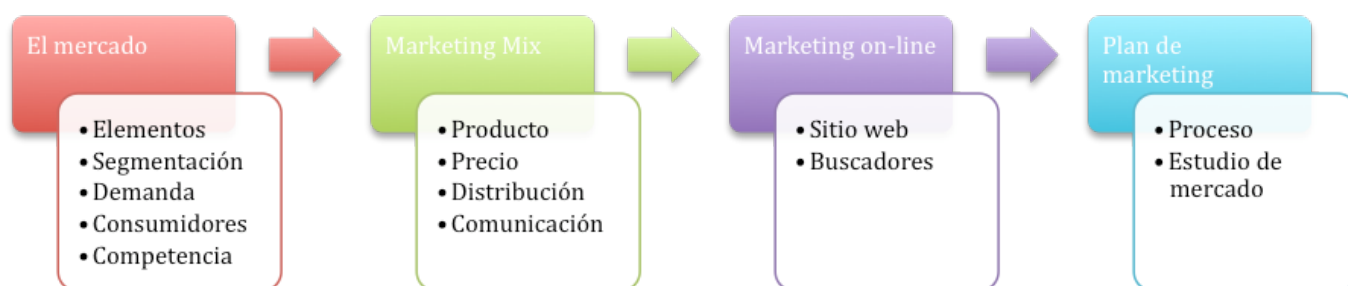 El mercado
• Elementos
• Segmentación
• Demanda
• Consumidores
• Competencia
Marketing Mix
• Producto
• Precio
• Distribución
• Comunicación
Marketing on-line
• Sitio web
• Buscadores
Plan de
marketing
• Proceso
• Estudio de
mercado